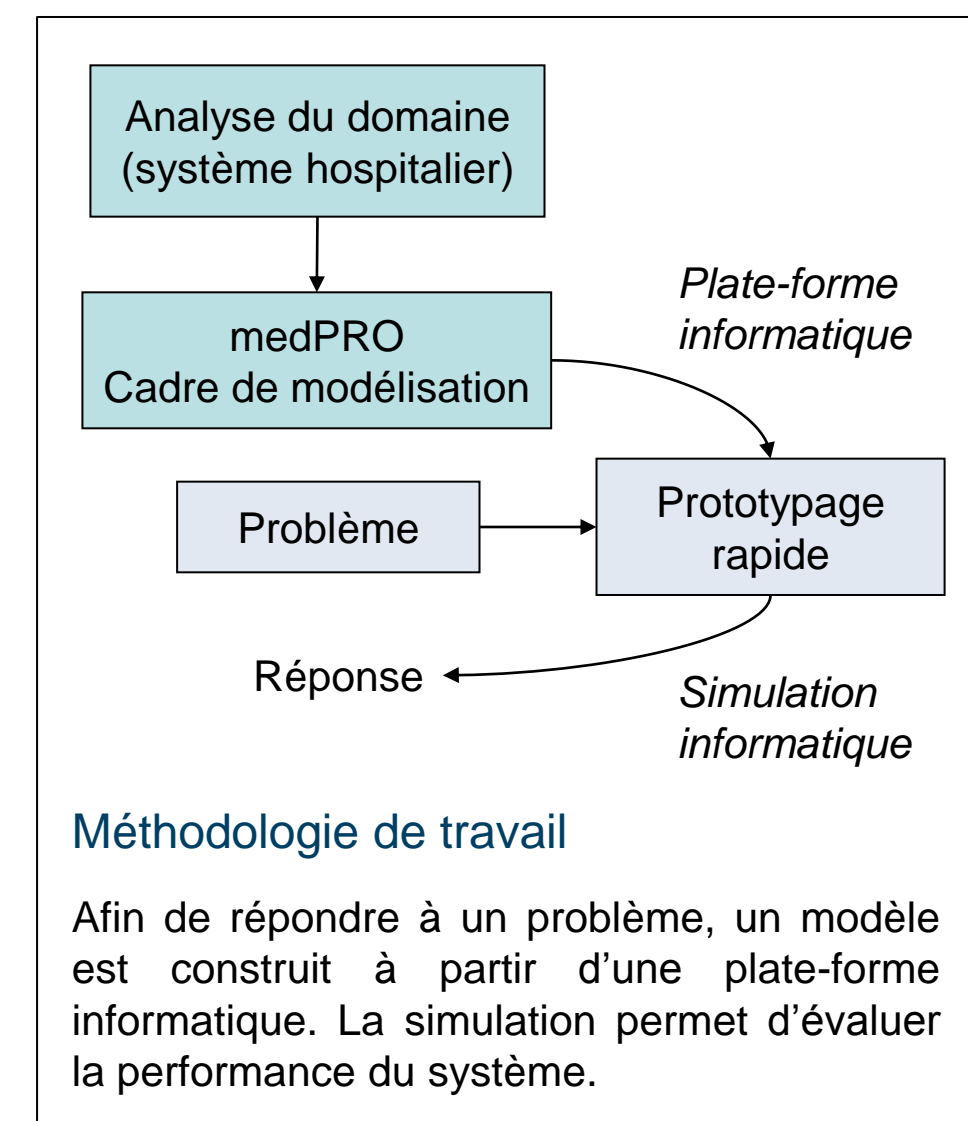 Analyse du domaine
(système hospitalier)
Plate-forme
informatique
medPRO
Cadre de modélisation
Problème
Prototypage
rapide
Réponse
Simulation
informatique
Méthodologie de travail
Afin de répondre à un problème, un modèle
est construit à partir d’une plate-forme
informatique. La simulation permet d’évaluer
la performance du système.